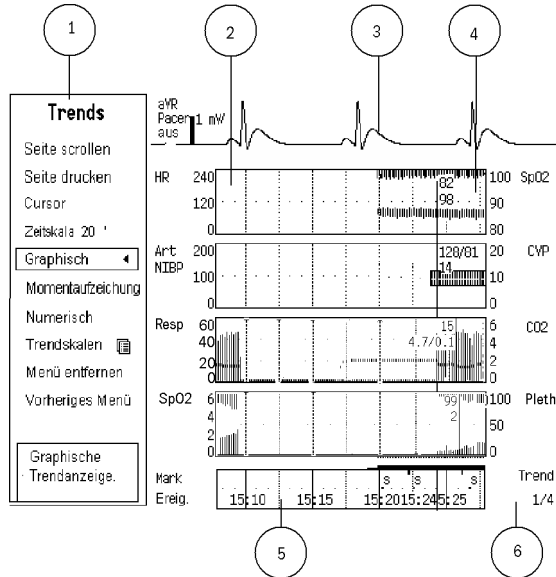 1
2
3
4
Trends
Seite scrollen
Seite drucken
Cursor
Zeitskala 20 '
Graphisch
Momentaufzeichung
Numerisch
Trendskalen
Menü entfernen
Vorheriges Menü
Graphische
Trendanzeige.
aVR
Pacer 1 mV
aus
HR 240 82 100 SpO2
120 98 90
0 80
Art 200 128/81 20 CVP
NIBP 100 14 10
0 0
Resp 60 15 6 CO2
40 4.7/0.1 4
20 2
0 0
SpO2 6 99 100 Pleth
4 2 50
2
0 0
Mark S S S Trend
Ereig. 15:10 15:15 15:20 15:24 5:25 1/4
5
6